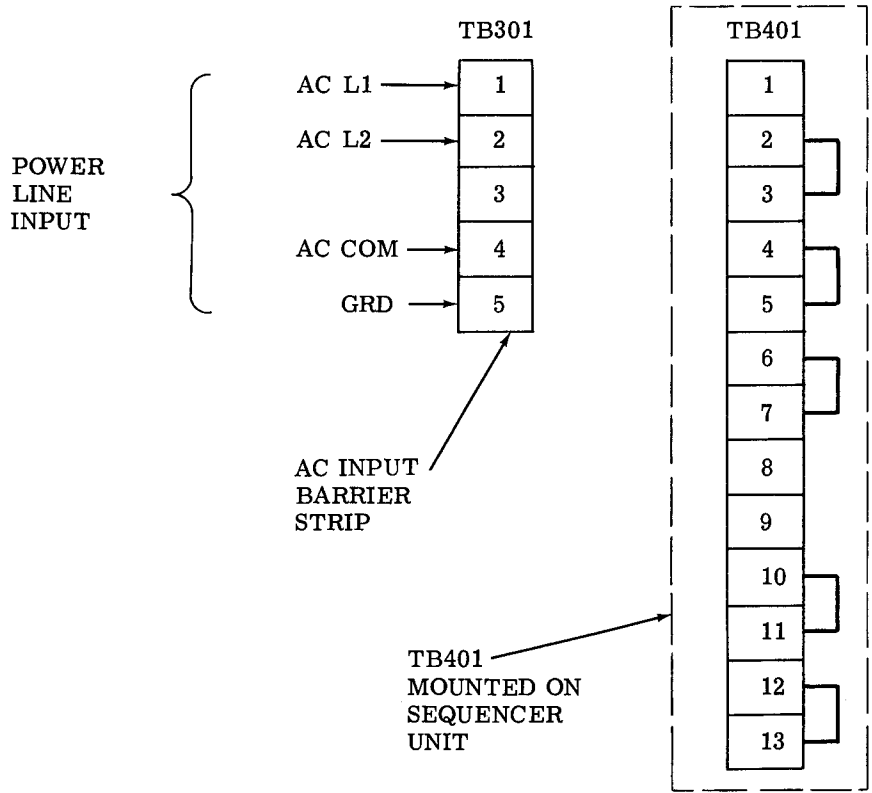 TB301
TB401
POWER
LINE
INPUT
AC L1
AC L2
AC COM
GRD
1
2
3
4
5
AC INPUT
BARRIER
STRIP
1
2
3
4
5
6
7
8
9
10
11
12
13
TB401
MOUNTED ON
SEQUENCER
UNIT